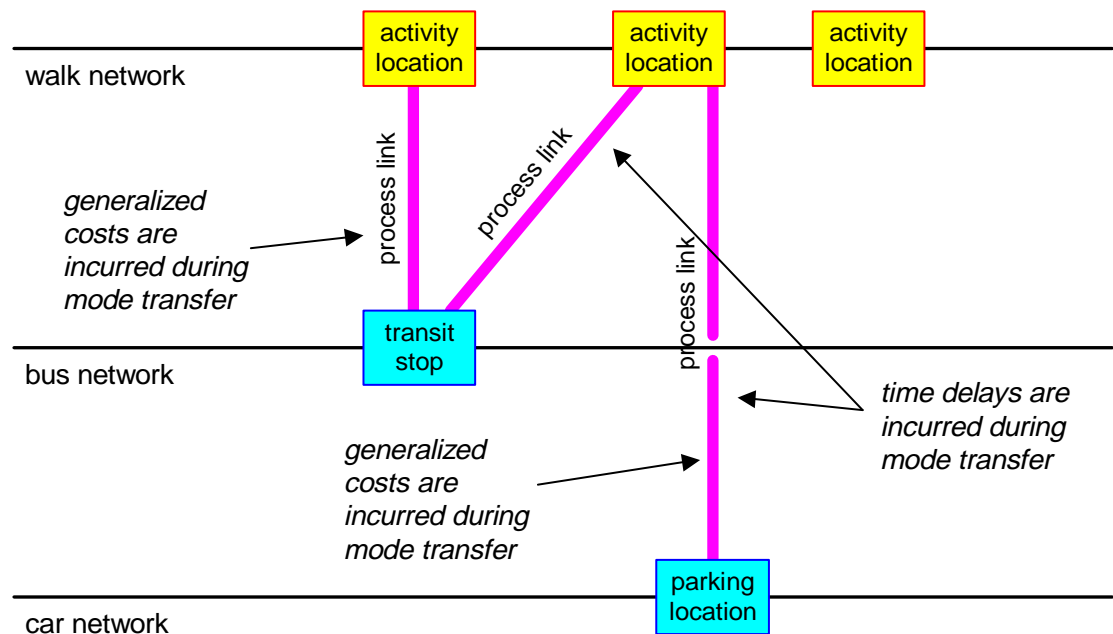 activity
location
activity
location
activity
location
walk network
process link
process link
process link
generalized
costs are
incurred during
mode transfer
transit
stop
bus network
time delays are
incurred during
mode transfer
generalized
costs are
incurred during
mode transfer
parking
location
car network